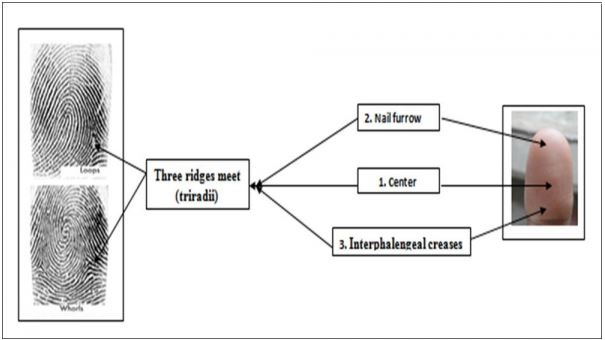 Loops
Whorls
Three ridges meet
(triradii)
2. Nail furrow
1. Center
3. Interphalengeal creases